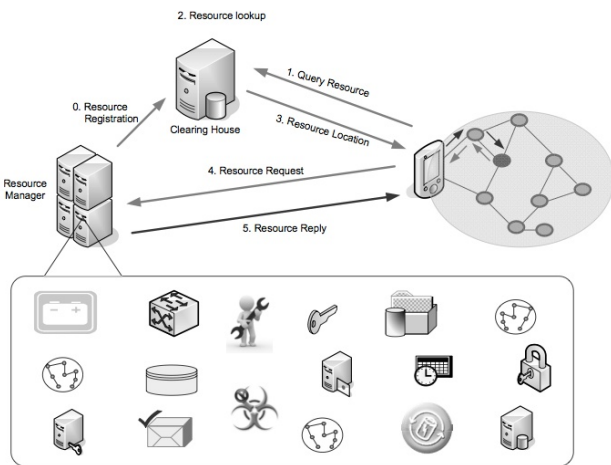 2. Resource lookup
1. Query Resource
0. Resource
Registration
Clearing House
3. Resource Location
Resource
Manager
4. Resource Request
5. Resource Reply